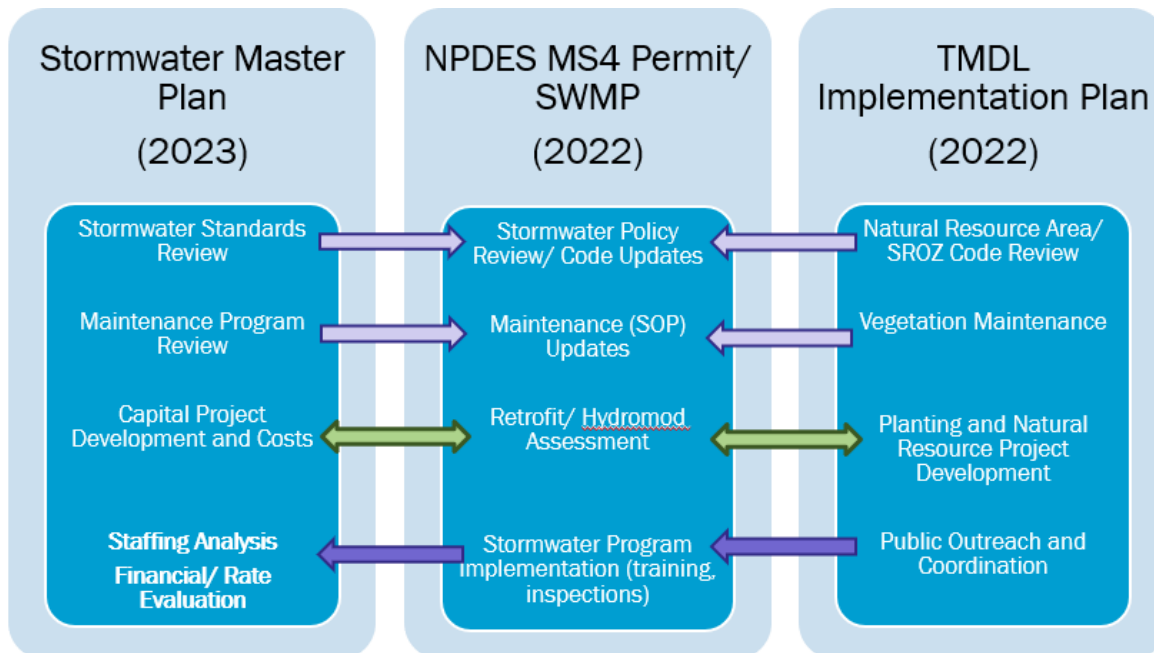 Stormwater Master
Plan
(2023)
Stormwater Standards
Review
Maintenance Program
Review
Capital Project
Development and Costs
Staffing Analysis
Financial/ Rate
Evaluation
NPDES MS4 Permit/
SWMP
(2022)
Stormwater Policy
Review/ Code Updates
Maintenance (SOP)
Updates
Retrofit/ Hydromod
Assessment
Stormwater Program
Implementation (training,
inspections)
TMDL
Implementation Plan
(2022)
Natural Resource Area/
SROZ Code Review
Vegetation Maintenance
Planting and Natural
Resource Project
Development
Public Outreach and
Coordination